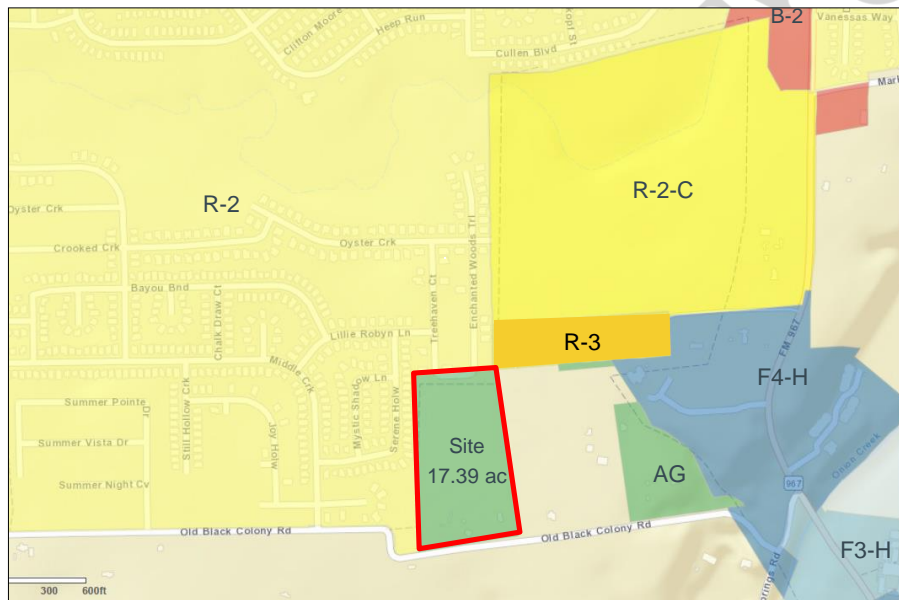 B-2
Vanessas Way
Clifton Moore
Heep Run
Cullen Blvd
Mark
R-2
R-2-C
Oyster Crk
Oyster Crk
Crooked Crk
Enchanted Woods Trl
Treehaven Ct
Bayou Bnd
Chalk Draw Ct
Lillie Robyn Ln
R-3
FM 967
Middle Crk
F4-H
Mystic Shadow Ln
Serene Holw
Summer Pointe
Dr
Still Hollow Crk
Joy Holw
Site
17.39 ac
Summer Vista Dr
Onion Creek
AG
Summer Night Cv
967
Old Black Colony Rd
Old Black Colony Rd
F3-H
300 600ft